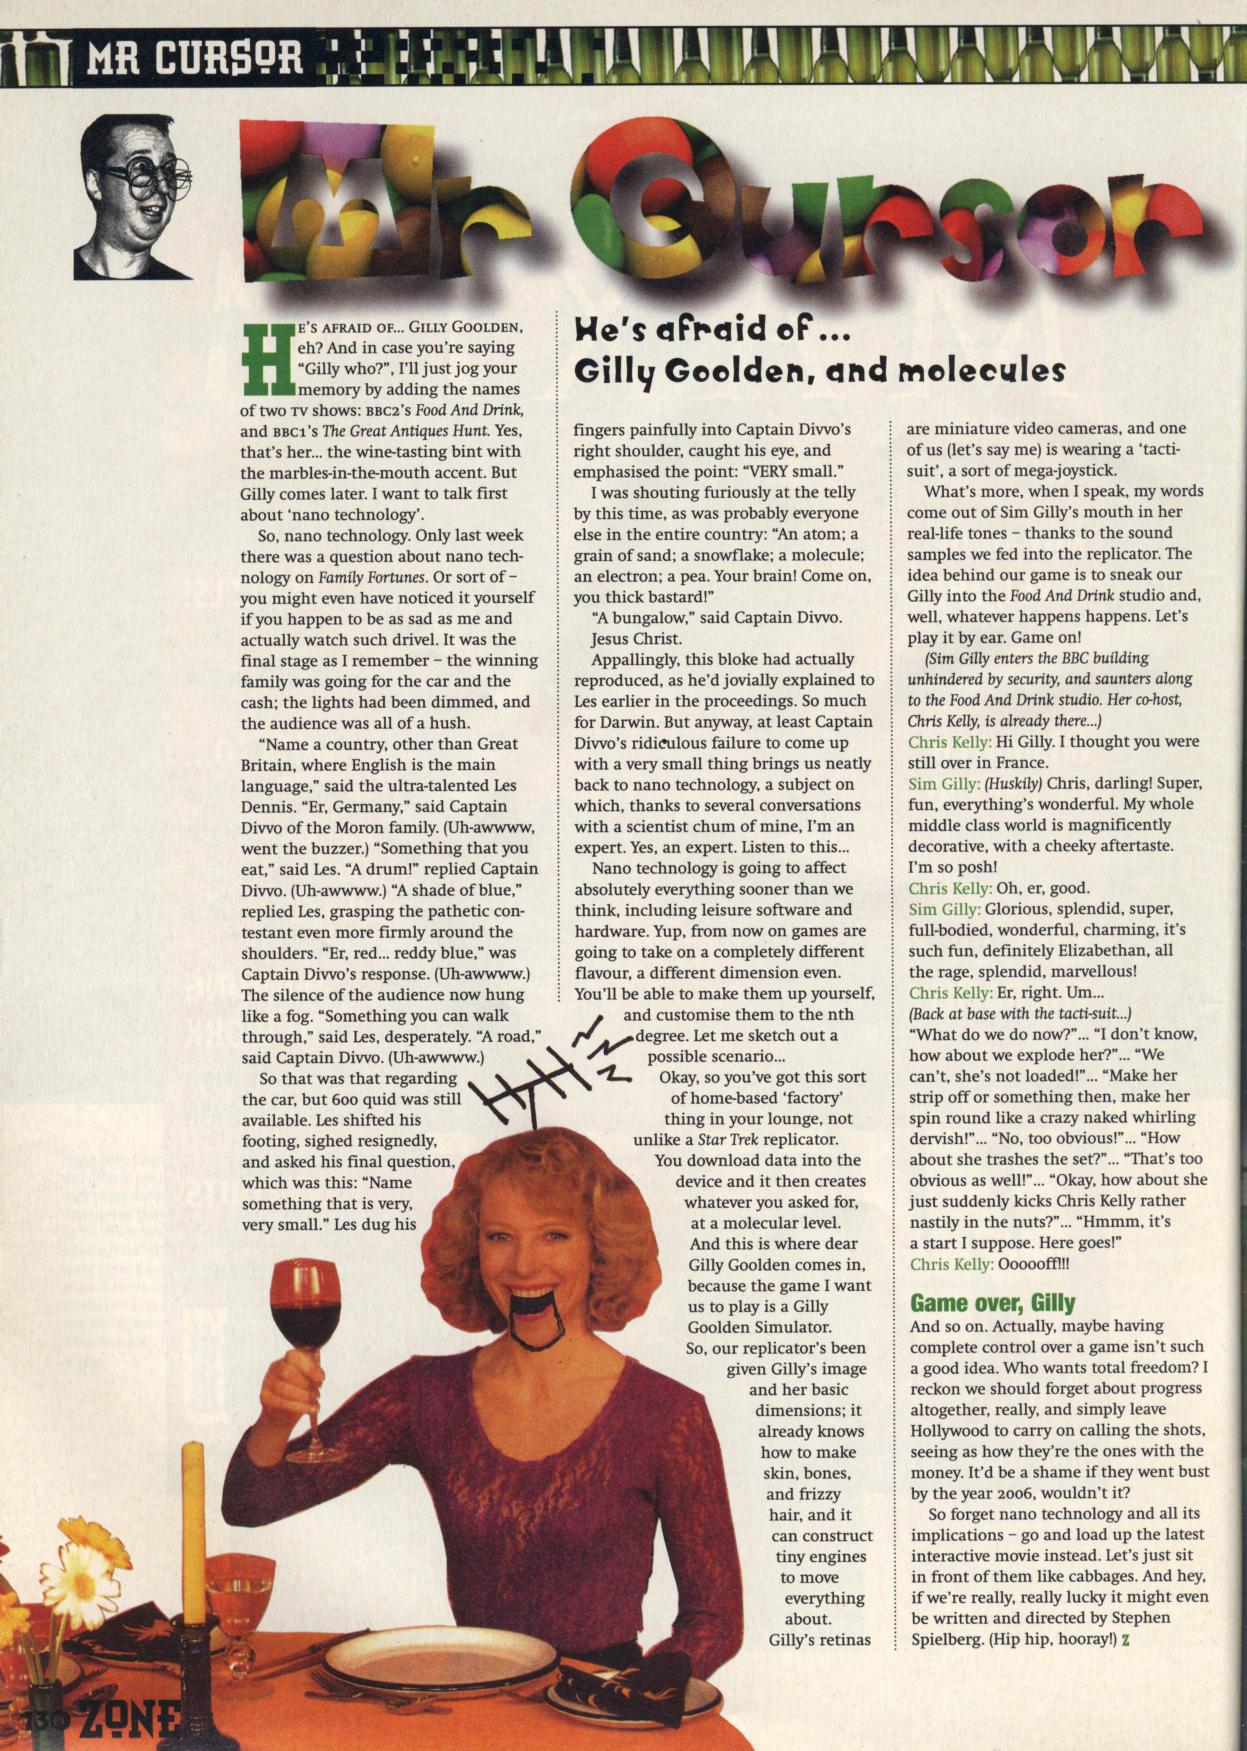 MR CURSOR
Mr Cursor
He's afraid of...
Gilly Goolden, and molecules
HE'S AFRAID OF... GILLY GOOLDEN,
eh? And in case you're saying
“Gilly who?”, I'll just jog your
memory by adding the names
of two TV shows: BBC2's Food And Drink,
and BBC1's The Great Antiques Hunt. Yes,
that's her... the wine-tasting bint with
the marbles-in-the-mouth accent. But
Gilly comes later. I want to talk first
about ‘nano technology’.
So, nano technology. Only last week
there was a question about nano tech-
nology on Family Fortunes. Or sort of –
you might even have noticed it yourself
if you happen to be as sad as me and
actually watch such drivel. It was the
final stage as I remember – the winning
family was going for the car and the
cash; the lights had been dimmed, and
the audience was all of a hush.
“Name a country, other than Great
Britain, where English is the main
language,” said the ultra-talented Les
Dennis. “Er, Germany,” said Captain
Divvo of the Moron family. (Uh-awwww,
went the buzzer.) “Something that you
eat,” said Les. “A drum!” replied Captain
Divvo. (Uh-awwww.) “A shade of blue,”
replied Les, grasping the pathetic con-
testant even more firmly around the
shoulders. “Er, red... reddy blue,” was
Captain Divvo's response. (Uh-awwww.)
The silence of the audience now hung
like a fog. “Something you can walk
through,” said Les, desperately. “A road,”
said Captain Divvo. (Uh-awwww.)
So that was that regarding
the car, but 600 quid was still
available. Les shifted his
footing, sighed resignedly,
and asked his final question,
which was this: “Name
something that is very,
very small.” Les dug his
fingers painfully into Captain Divvo's
right shoulder, caught his eye, and
emphasised the point: “VERY small.”
I was shouting furiously at the telly
by this time, as was probably everyone
else in the entire country: “An atom; a
grain of sand; a snowflake; a molecule;
an electron; a pea. Your brain! Come on,
you thick bastard!”
“A bungalow,” said Captain Divvo.
Jesus Christ.
Appallingly, this bloke had actually
reproduced, as he'd jovially explained to
Les earlier in the proceedings. So much
for Darwin. But anyway, at least Captain
Divvo's ridiculous failure to come up
with a very small thing brings us neatly
back to nano technology, a subject on
which, thanks to several conversations
with a scientist chum of mine, I'm an
expert. Yes, an expert. Listen to this...
Nano technology is going to affect
absolutely everything sooner than we
think, including leisure software and
hardware. Yup, from now on games are
going to take on a completely different
flavour, a different dimension even.
You'll be able to make them up yourself,
and customise them to the nth
degree. Let me sketch out a
possible scenario...
Okay, so you've got this sort
of home-based ‘factory’
thing in your lounge, not
unlike a Star Trek replicator.
You download data into the
device and it then creates
whatever you asked for,
at a molecular level.
And this is where dear
Gilly Goolden comes in,
because the game I want
us to play is a Gilly
Goolden Simulator.
So, our replicator's been
given Gilly's image
and her basic
dimensions; it
already knows
how to make
skin, bones,
and frizzy
hair, and it
can construct
tiny engines
to move
everything
about.
Gilly's retinas
are miniature video cameras, and one
of us (let's say me) is wearing a ‘tacti-
suit’, a sort of mega-joystick.
What's more, when I speak, my words
come out of Sim Gilly's mouth in her
real-life tones – thanks to the sound
samples we fed into the replicator. The
idea behind our game is to sneak our
Gilly into the Food And Drink studio and,
well, whatever happens happens. Let's
play it by ear. Game on!
(Sim Gilly enters the BBC building
unhindered by security, and saunters along
to the Food And Drink studio. Her co-host,
Chris Kelly, is already there...)
Chris Kelly: Hi Gilly. I thought you were
still over in France.
Sim Gilly: (Huskily) Chris, darling! Super,
fun, everything's wonderful. My whole
middle class world is magnificently
decorative, with a cheeky aftertaste.
I'm so posh!
Chris Kelly: Oh, er, good.
Sim Gilly: Glorious, splendid, super,
full-bodied, wonderful, charming, it's
such fun, definitely Elizabethan, all
the rage, splendid, marvellous!
Chris Kelly: Er, right. Um...
(Back at base with the tacti-suit...)
“What do we do now?”... “I don't know,
how about we explode her?”... “We
can't, she's not loaded!”... “Make her
strip off or something then, make her
spin round like a crazy naked whirling
dervish!”... “No, too obvious!”... “How
about she trashes the set?”... “That's too
obvious as well!”... “Okay, how about she
just suddenly kicks Chris Kelly rather
nastily in the nuts?”... “Hmmm, it's
a start I suppose. Here goes!”
Chris Kelly: Ooooofff!!!
Game over, Gilly
And so on. Actually, maybe having
complete control over a game isn't such
a good idea. Who wants total freedom? I
reckon we should forget about progress
altogether, really, and simply leave
Hollywood to carry on calling the shots,
seeing as how they're the ones with the
money. It'd be a shame if they went bust
by the year 2006, wouldn't it?
So forget nano technology and all its
implications – go and load up the latest
interactive movie instead. Let's just sit
in front of them like cabbages. And hey,
if we're really, really lucky it might even
be written and directed by Stephen
Spielberg. (Hip hip, hooray!) Z
130 ZONE